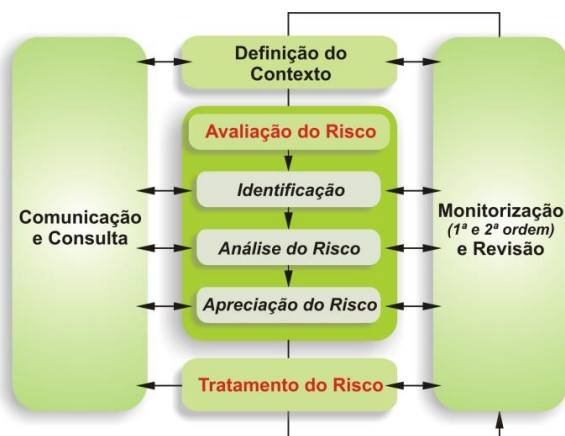 Definição do
Contexto
Avaliação do Risco
Identificação
Análise do Risco
Apreciação do Risco
Tratamento do Risco
Comunicação
e Consulta
Monitorização
(1ª e 2ª ordem)
e Revisão